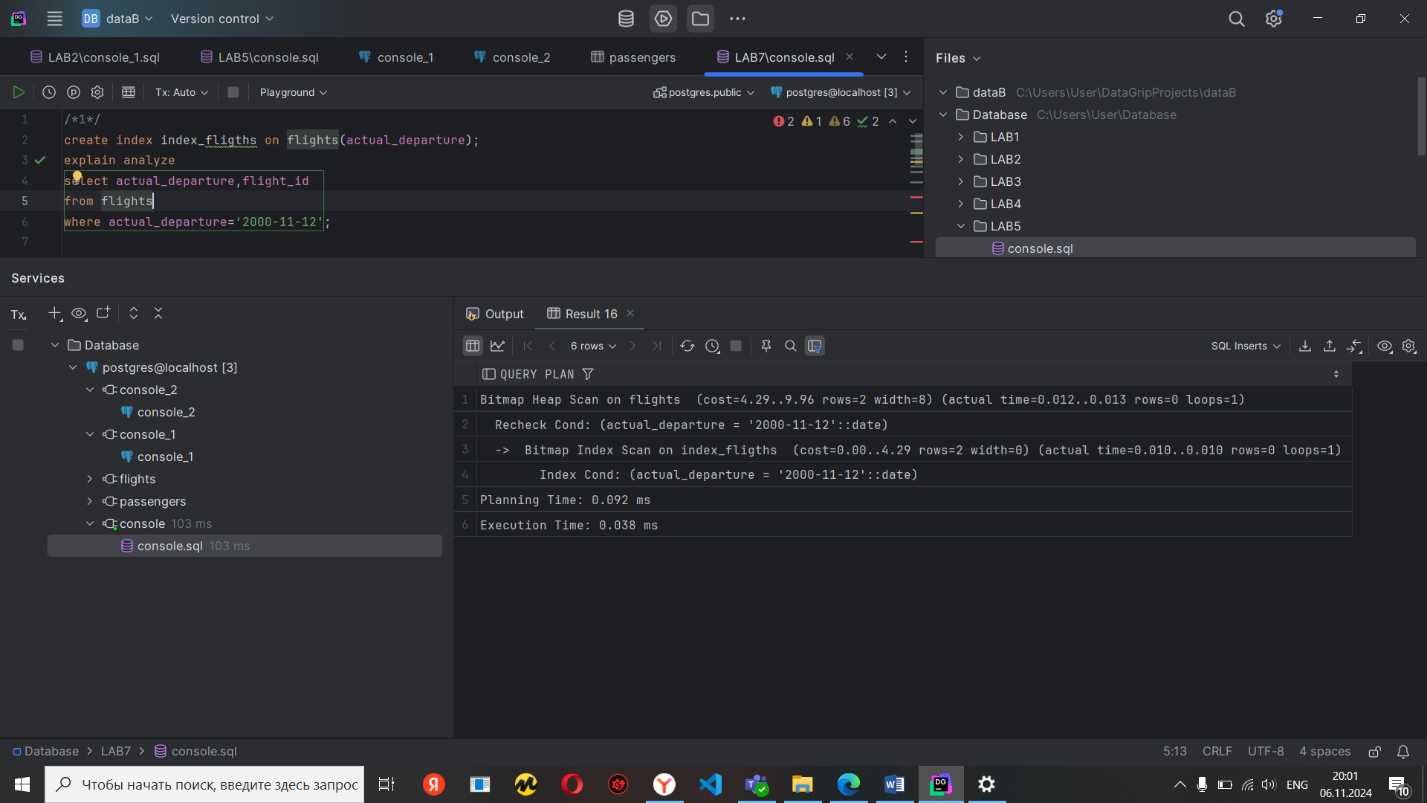 DB dataB Version control
LAB2\console_1.sql LAB5\console.sql console_1 console_2 passengers LAB7\console.sql
Files
Tx: Auto Playground postgres.public postgres@localhost [3]
dataB C:\Users\User\DataGripProjects\dataB
Database C:\Users\User\Database
LAB1
LAB2
LAB3
LAB4
LAB5
console.sql
2 1 6 2
1 /*1*/
2 create index index_fligths on flights(actual_departure);
3 explain analyze
4 select actual_departure,flight_id
5 from flights
6 where actual_departure='2000-11-12';
7
Services
Tx
Database
postgres@localhost [3]
console_2
console_2
console_1
console_1
flights
passengers
console 103 ms
console.sql 103 ms
Output Result 16
6 rows SQL Inserts
QUERY PLAN
1 Bitmap Heap Scan on flights (cost=4.29..9.96 rows=2 width=8) (actual time=0.012..0.013 rows=0 loops=1)
2 Recheck Cond: (actual_departure = '2000-11-12'::date)
3 -> Bitmap Index Scan on index_fligths (cost=0.00..4.29 rows=2 width=0) (actual time=0.010..0.010 rows=0 loops=1)
4 Index Cond: (actual_departure = '2000-11-12'::date)
5 Planning Time: 0.092 ms
6 Execution Time: 0.038 ms
Database > LAB7 > console.sql
5:13 CRLF UTF-8 4 spaces
Чтобы начать поиск, введите здесь запрос
ENG
20:01
06.11.2024
10